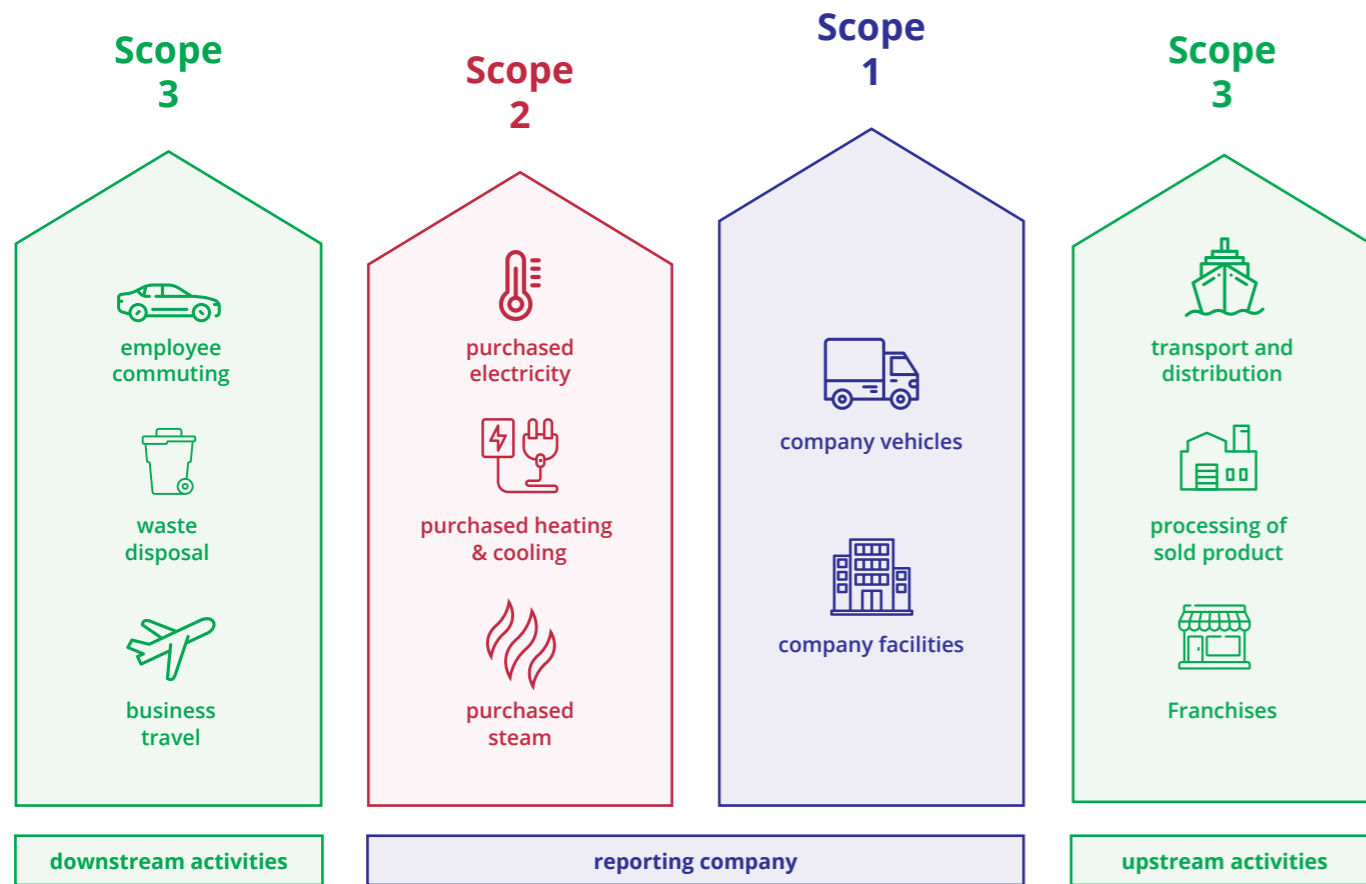 Scope
3
employee
commuting
waste
disposal
business
travel
downstream activities
Scope
2
purchased
electricity
purchased heating
& cooling
purchased
steam
Scope
1
company vehicles
company facilities
reporting company
Scope
3
transport and
distribution
processing of
sold product
Franchises
upstream activities